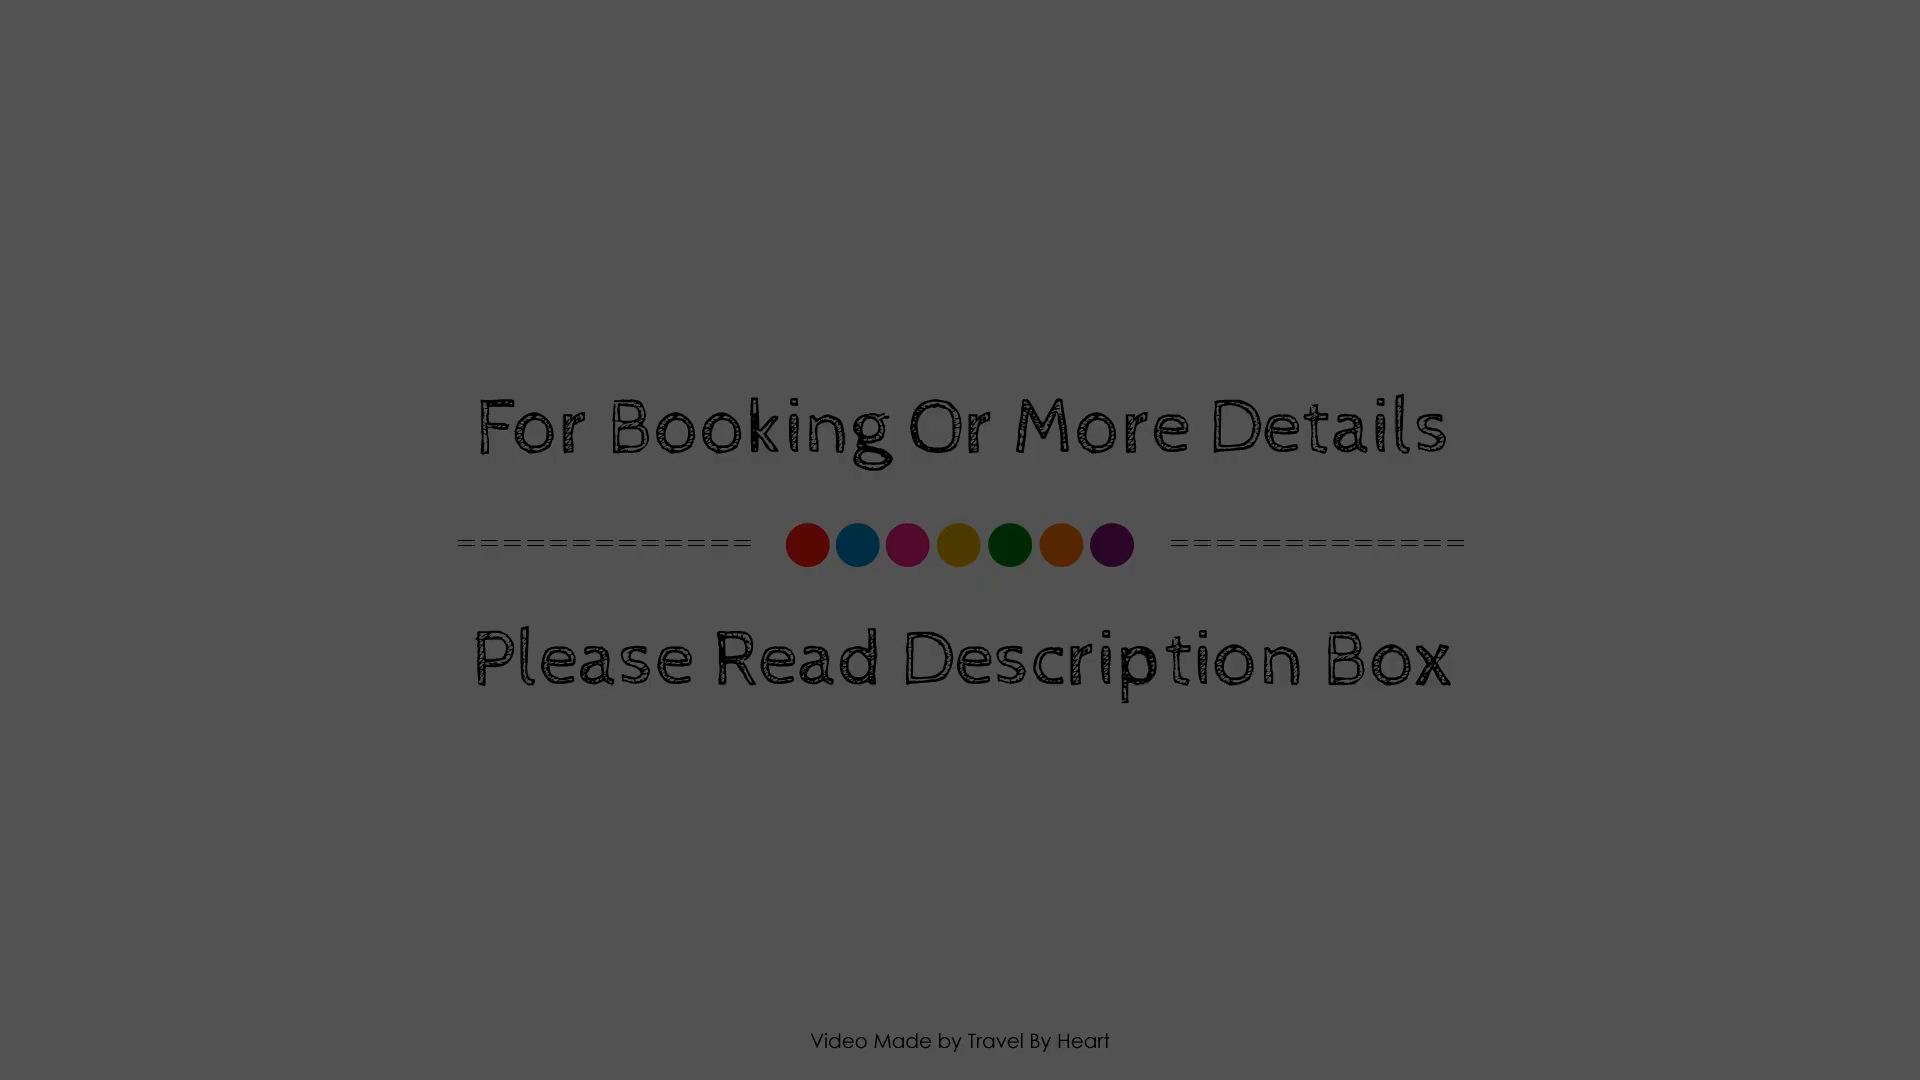 For Booking Or More Details
============= =============
Please Read Description Box
Video Made by Travel By Heart